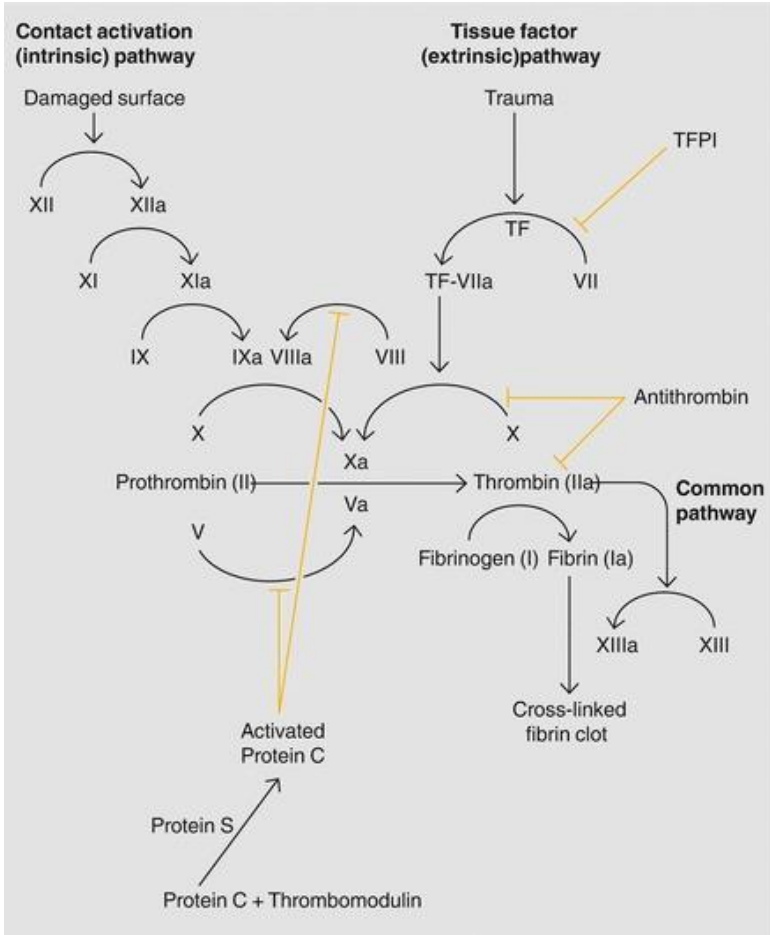 Contact activation
(intrinsic) pathway
Tissue factor
(extrinsic)pathway
Damaged surface
Trauma
TFPI
XII
XIIa
TF
XI
XIa
TF-VIIa
VII
IX
IXa
VIIIa
VIII
Antithrombin
X
X
Xa
Prothrombin (II)
Thrombin (IIa)
Common
pathway
Va
V
Fibrinogen (I)
Fibrin (Ia)
XIIIa
XIII
Cross-linked
fibrin clot
Activated
Protein C
Protein S
Protein C + Thrombomodulin